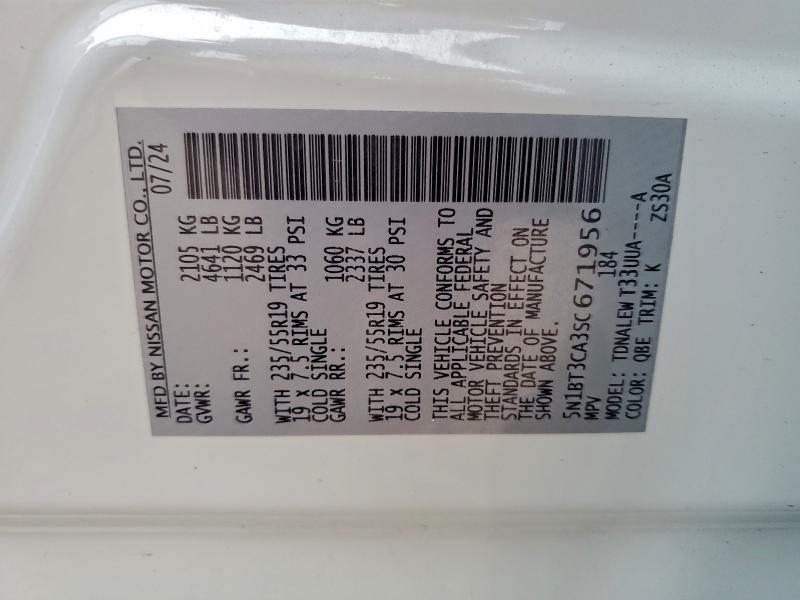 MFD BY NISSAN MOTOR CO., LTD.
DATE: 07/24
GVWR: 2105 KG
4641 LB
GAWR FR.: 1120 KG
2469 LB
WITH 235/55R19 TIRES
19 x 7.5 RIMS AT 33 PSI
COLD SINGLE
GAWR RR.: 1060 KG
2337 LB
WITH 235/55R19 TIRES
19 x 7.5 RIMS AT 30 PSI
COLD SINGLE
THIS VEHICLE CONFORMS TO
ALL APPLICABLE FEDERAL
MOTOR VEHICLE SAFETY AND
THEFT PREVENTION
STANDARDS IN EFFECT ON
THE DATE OF MANUFACTURE
SHOWN ABOVE.
5N1BT3CA3SC671956
MPV 184
MODEL: TDNALEW T33UUA----A
COLOR: QBE TRIM: K ZS30A